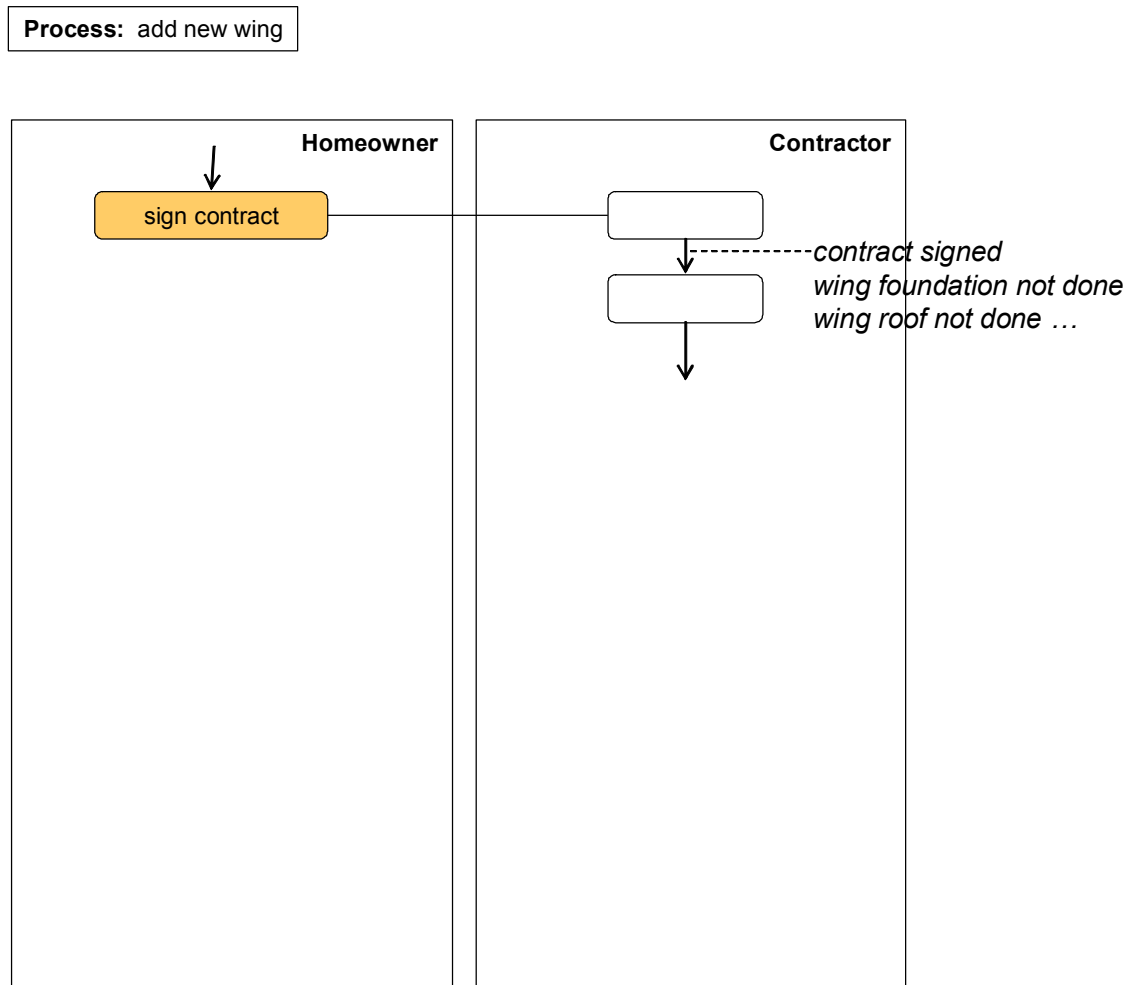 Process: add new wing
Homeowner
Contractor
sign contract
contract signed
wing foundation not done
wing roof not done …